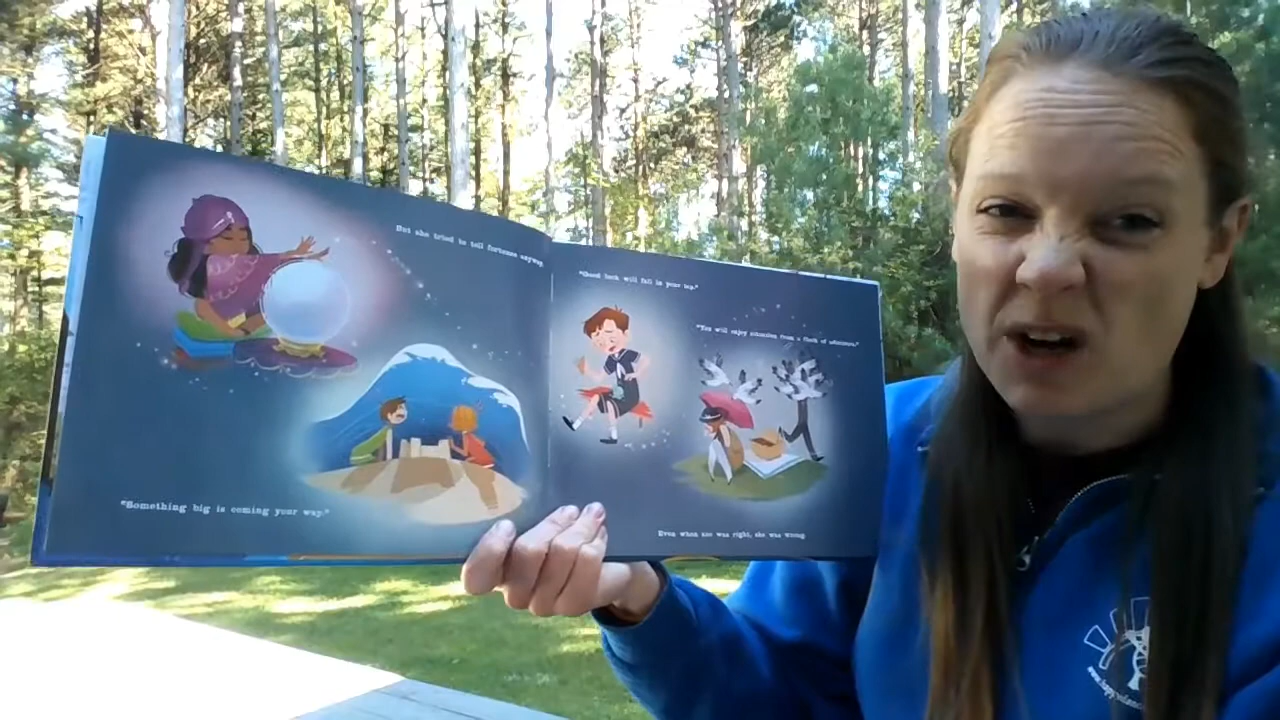 But she tried to tell fortunes anyway.
"Something big is coming your way."
"Good luck will fall in your lap."
"You will enjoy attention from a flock of admirers."
Even when she was right, she was wrong.